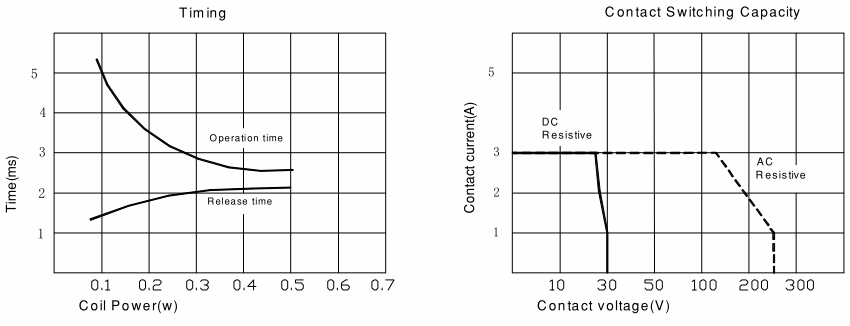 Timing
5
4
3
2
1
Time(ms)
Operation time
Release time
0.1 0.2 0.3 0.4 0.5 0.6 0.7
Coil Power(w)
Contact Switching Capacity
5
3
2
1
Contact current(A)
DC
Resistive
AC
Resistive
10 30 50 100 200 300
Contact voltage(V)